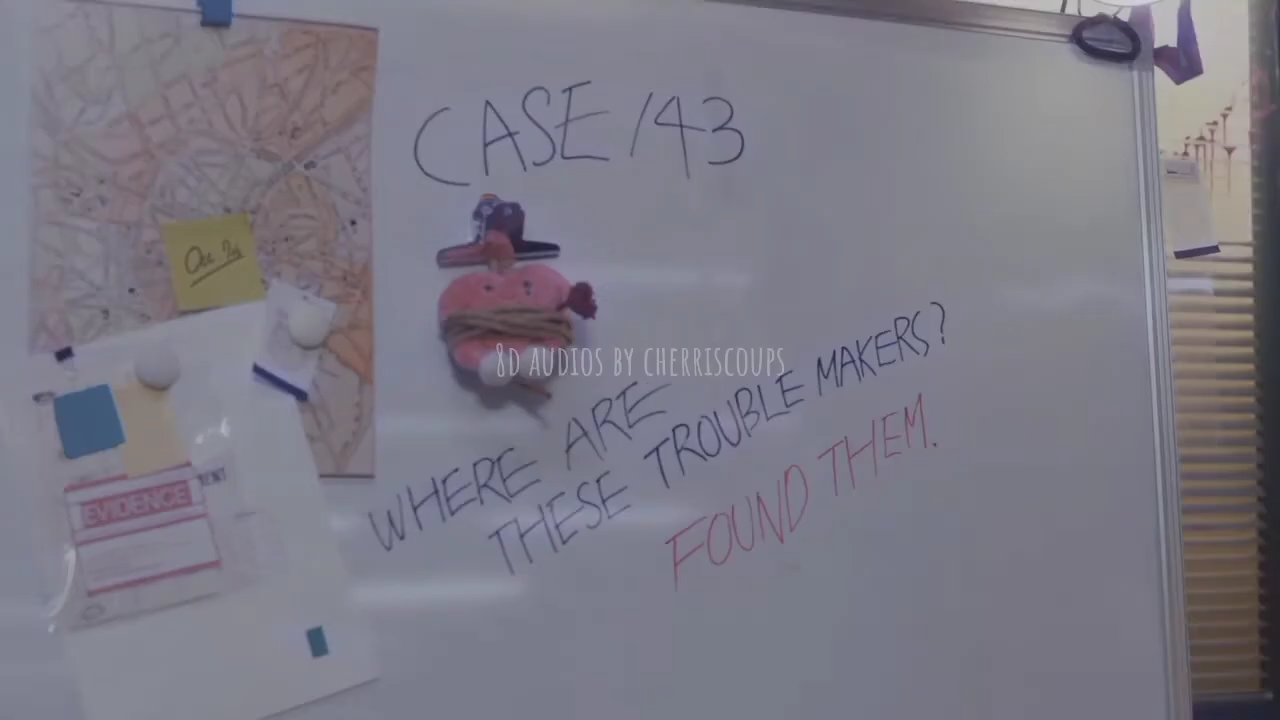 CASE 143
8D AUDIOS BY CHERRISCOUPS
WHERE ARE
THESE TROUBLE MAKERS?
FOUND THEM.
EVIDENCE